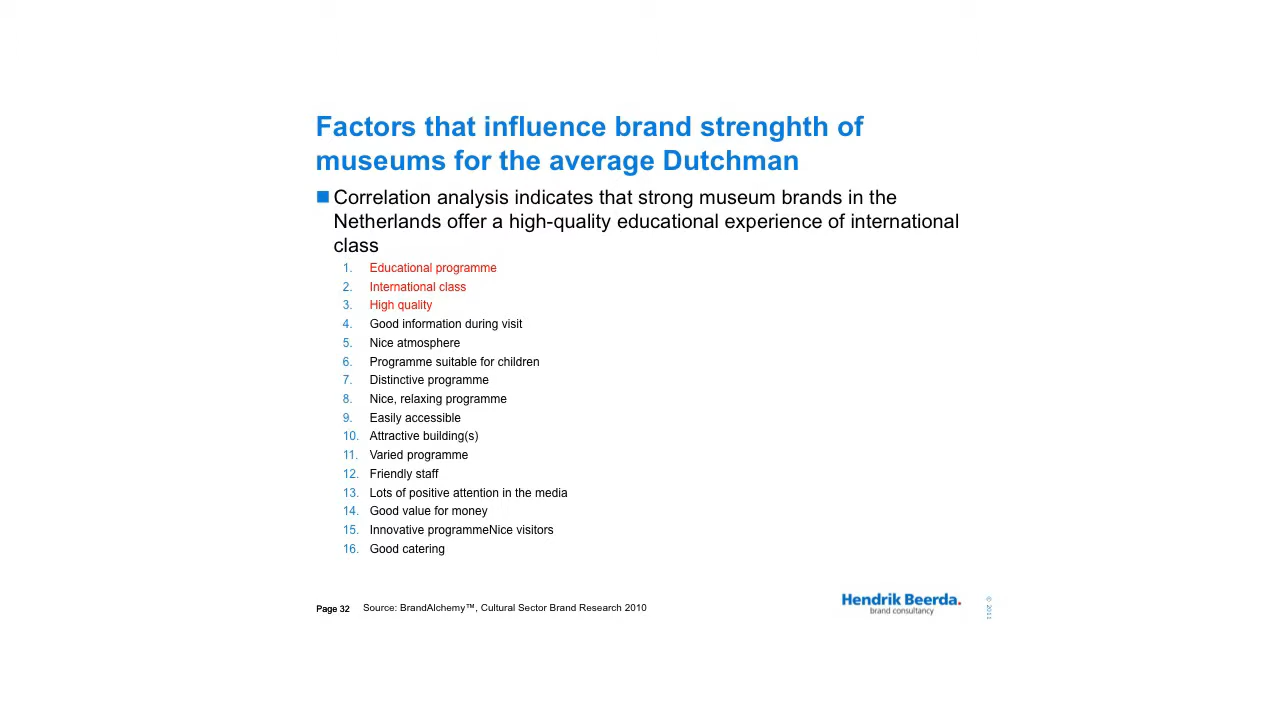 Factors that influence brand strenghth of
museums for the average Dutchman
Correlation analysis indicates that strong museum brands in the
Netherlands offer a high-quality educational experience of international
class
1. Educational programme
2. International class
3. High quality
4. Good information during visit
5. Nice atmosphere
6. Programme suitable for children
7. Distinctive programme
8. Nice, relaxing programme
9. Easily accessible
10. Attractive building(s)
11. Varied programme
12. Friendly staff
13. Lots of positive attention in the media
14. Good value for money
15. Innovative programmeNice visitors
16. Good catering
Page 32 Source: BrandAlchemy™, Cultural Sector Brand Research 2010
Hendrik Beerda.
brand consultancy
© 2011